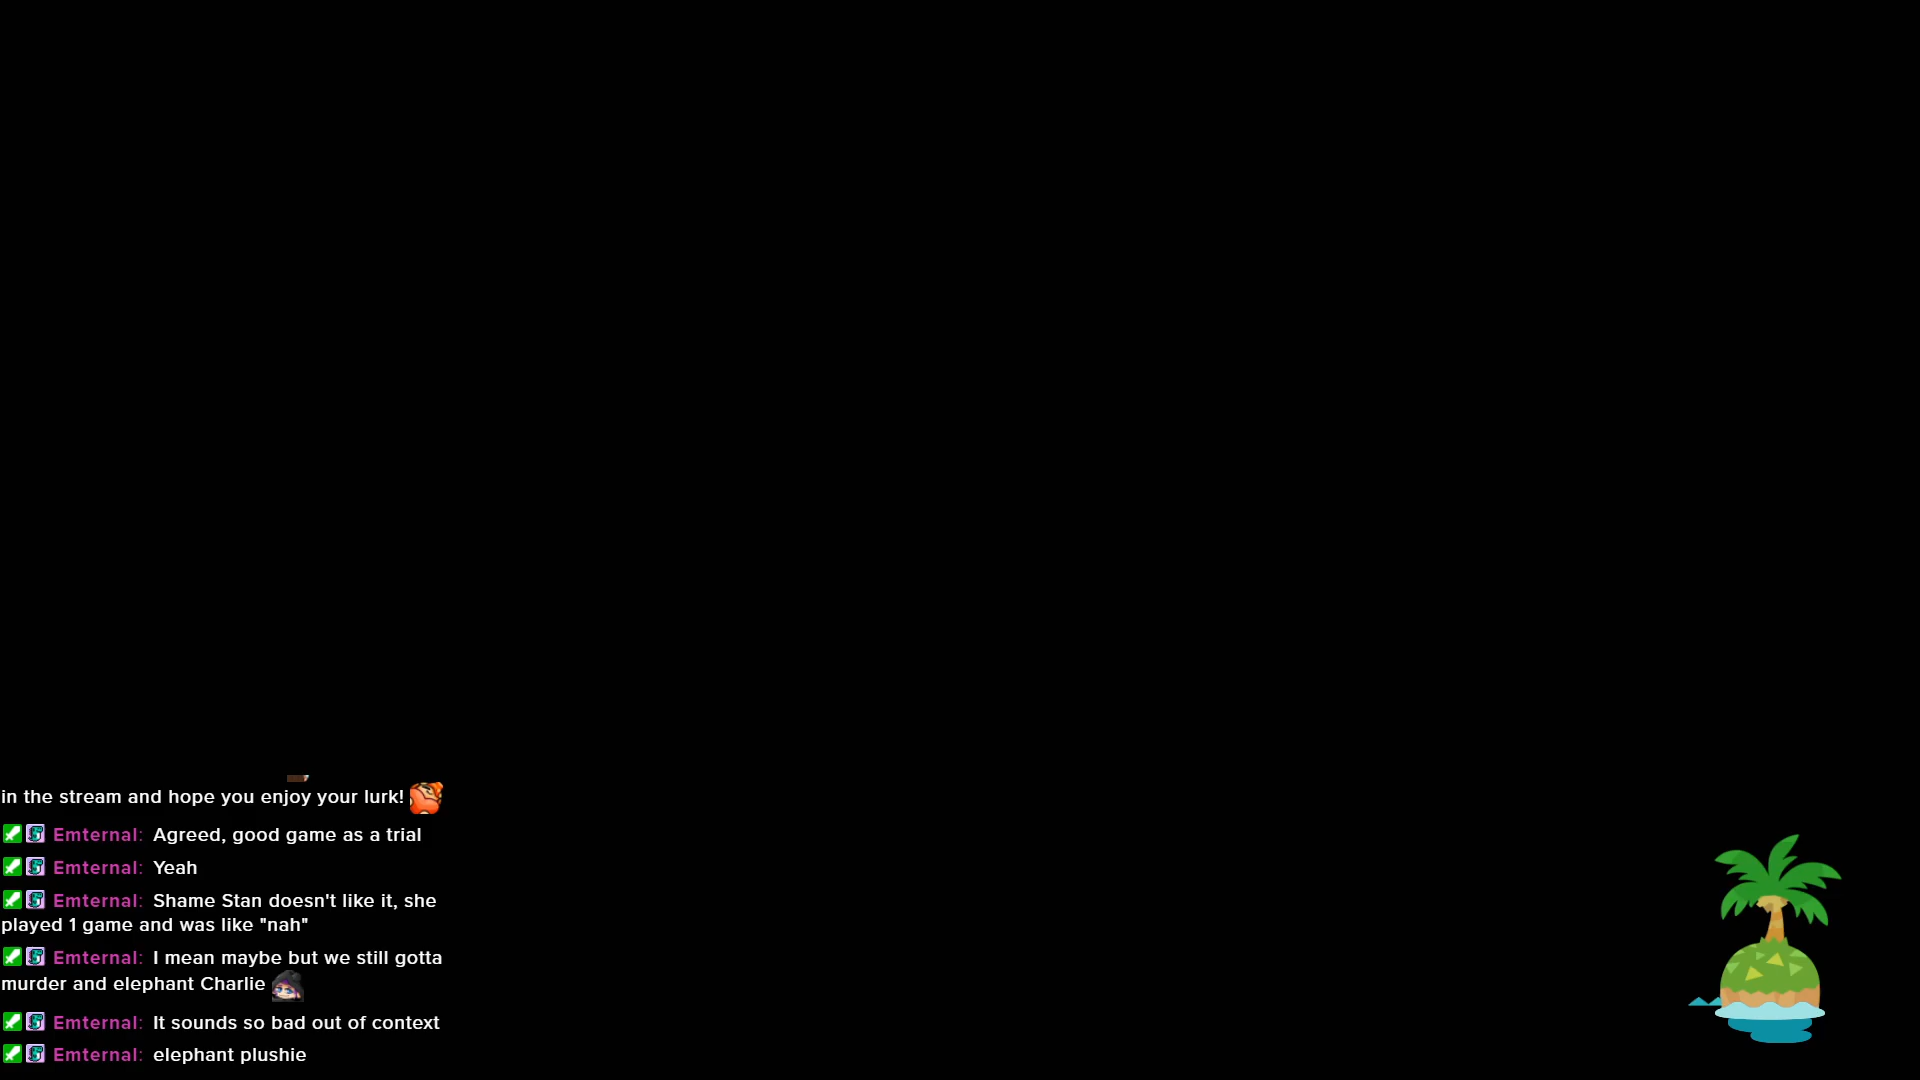 in the stream and hope you enjoy your lurk!
Emternal: Agreed, good game as a trial
Emternal: Yeah
Emternal: Shame Stan doesn't like it, she
played 1 game and was like "nah"
Emternal: I mean maybe but we still gotta
murder and elephant Charlie
Emternal: It sounds so bad out of context
Emternal: elephant plushie